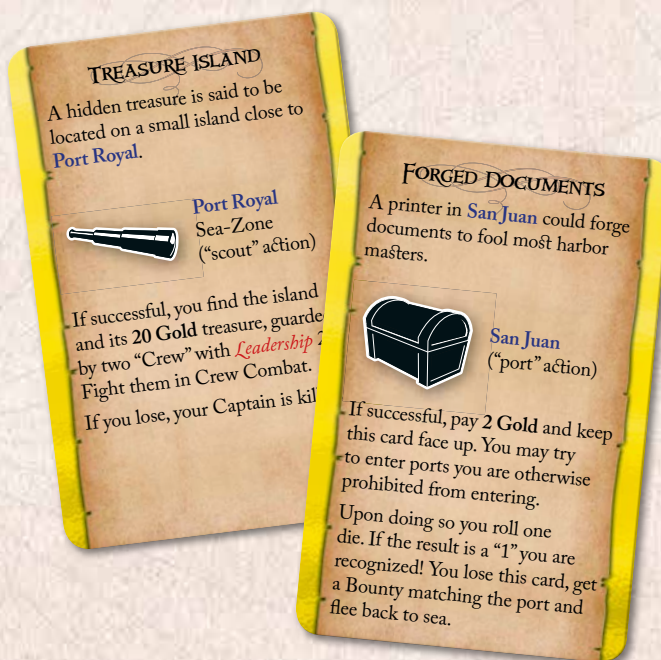 TREASURE ISLAND
A hidden treasure is said to be
located on a small island close to
Port Royal.
Port Royal
Sea-Zone
("scout" action)
If successful, you find the island
and its 20 Gold treasure, guarde
by two “Crew” with Leadership
Fight them in Crew Combat.
If you lose, your Captain is kil
FORGED DOCUMENTS
A printer in San Juan could forge
documents to fool most harbor
masters.
San Juan
(“port” action)
If successful, pay 2 Gold and keep
this card face up. You may try
to enter ports you are otherwise
prohibited from entering.
Upon doing so you roll one
die. If the result is a “1” you are
recognized! You lose this card, get
a Bounty matching the port and
flee back to sea.